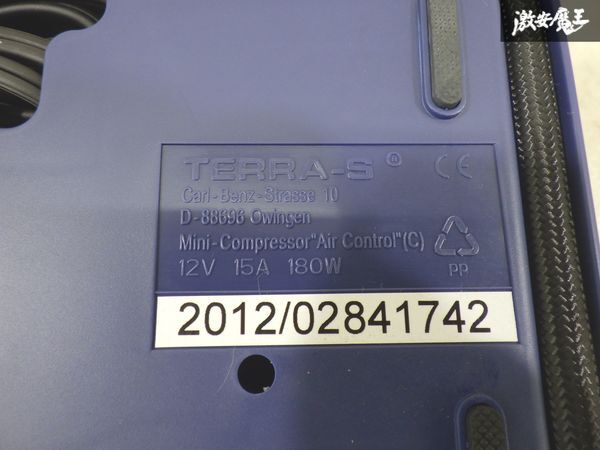 激安魔王
TERRA-S ® CE
Carl-Benz-Strasse 10
D-88696 Owingen
Mini-Compressor"Air Control"(C)
12V 15A 180W
PP
2012/02841742